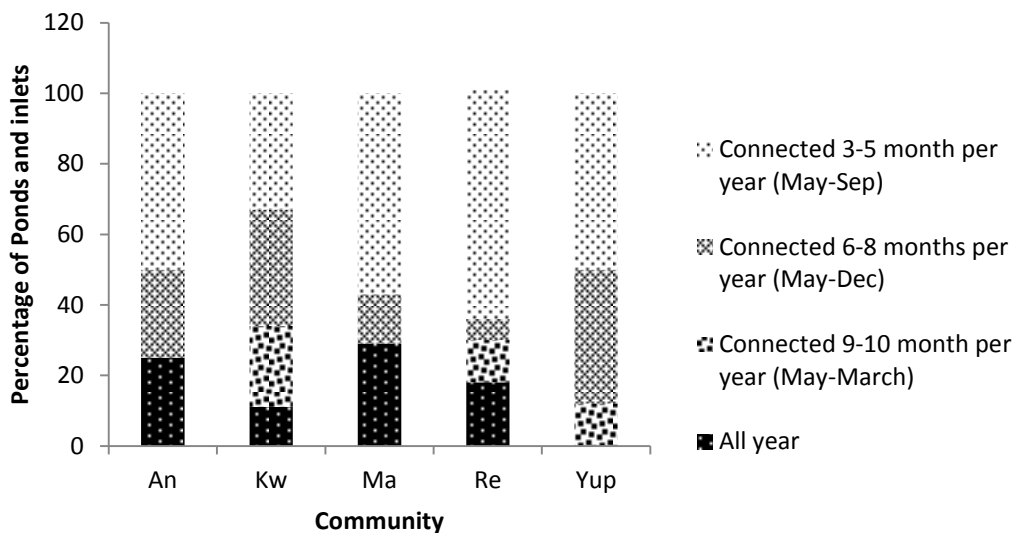 120
100
80
60
40
20
0
Percentage of Ponds and inlets
An Kw Ma Re Yup
Community
Connected 3-5 month per
year (May-Sep)
Connected 6-8 months per
year (May-Dec)
Connected 9-10 month per
year (May-March)
All year